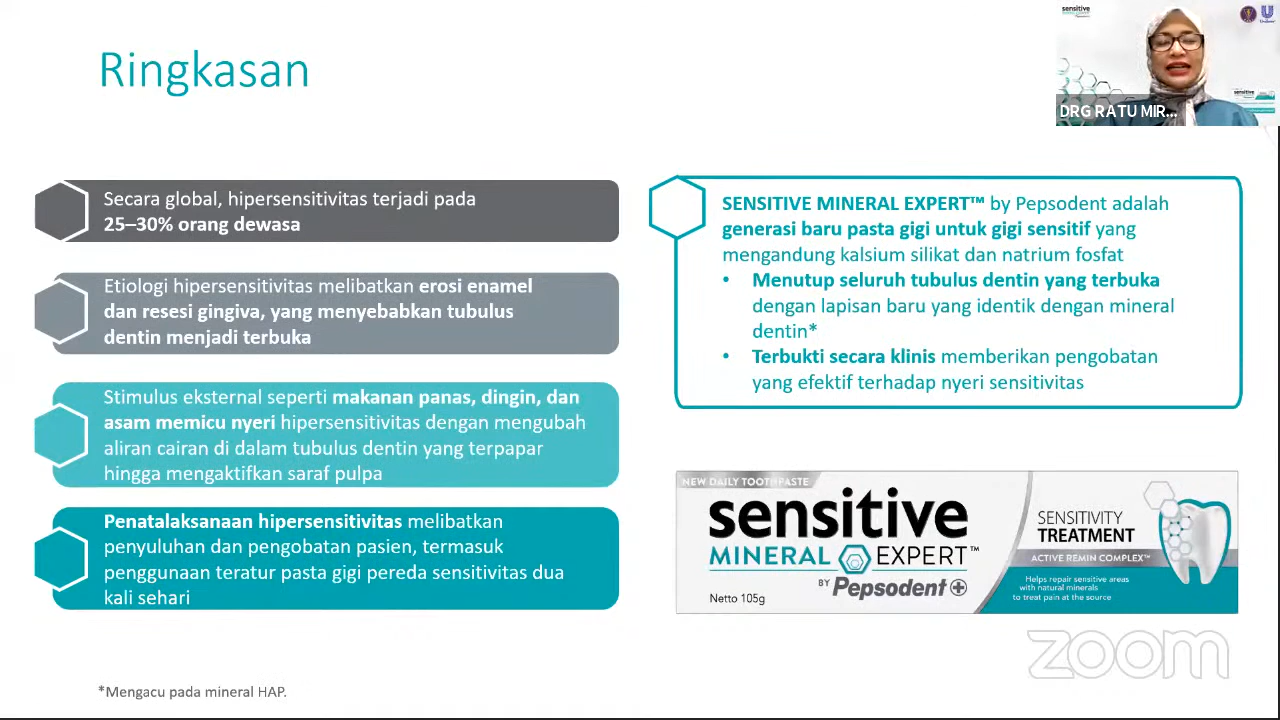 Ringkasan
sensitive
Unilever
DRG RATU MIR...
Secara global, hipersensitivitas terjadi pada
25–30% orang dewasa
Etiologi hipersensitivitas melibatkan erosi enamel
dan resesi gingiva, yang menyebabkan tubulus
dentin menjadi terbuka
Stimulus eksternal seperti makanan panas, dingin, dan
asam memicu nyeri hipersensitivitas dengan mengubah
aliran cairan di dalam tubulus dentin yang terpapar
hingga mengaktifkan saraf pulpa
Penatalaksanaan hipersensitivitas melibatkan
penyuluhan dan pengobatan pasien, termasuk
penggunaan teratur pasta gigi pereda sensitivitas dua
kali sehari
SENSITIVE MINERAL EXPERT™ by Pepsodent adalah
generasi baru pasta gigi untuk gigi sensitif yang
mengandung kalsium silikat dan natrium fosfat
• Menutup seluruh tubulus dentin yang terbuka
dengan lapisan baru yang identik dengan mineral
dentin*
• Terbukti secara klinis memberikan pengobatan
yang efektif terhadap nyeri sensitivitas
NEW DAILY TOOTHPASTE
sensitive
MINERAL EXPERT™
BY Pepsodent
Netto 105g
SENSITIVITY
TREATMENT
ACTIVE REMIN COMPLEX™
Helps repair sensitive areas
with natural minerals
to treat pain at the source
zoom
*Mengacu pada mineral HAP.